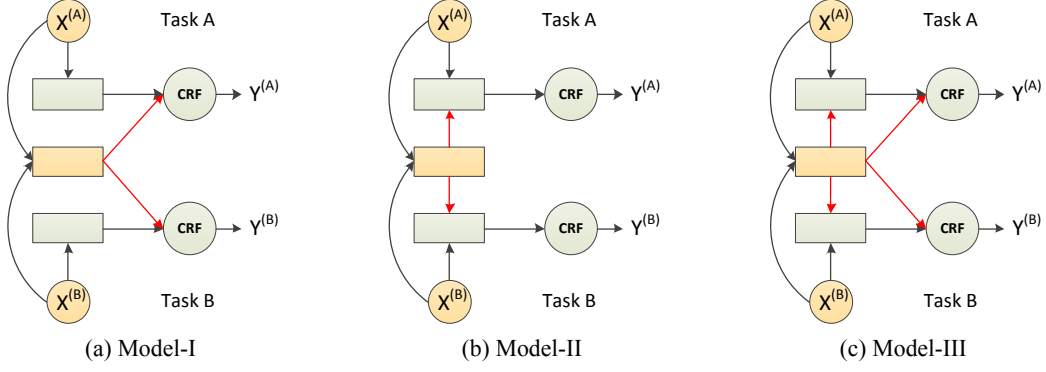 X(A) Task A
CRF Y(A)
CRF Y(B)
X(B) Task B
(a) Model-I
X(A) Task A
CRF Y(A)
CRF Y(B)
X(B) Task B
(b) Model-II
X(A) Task A
CRF Y(A)
CRF Y(B)
X(B) Task B
(c) Model-III